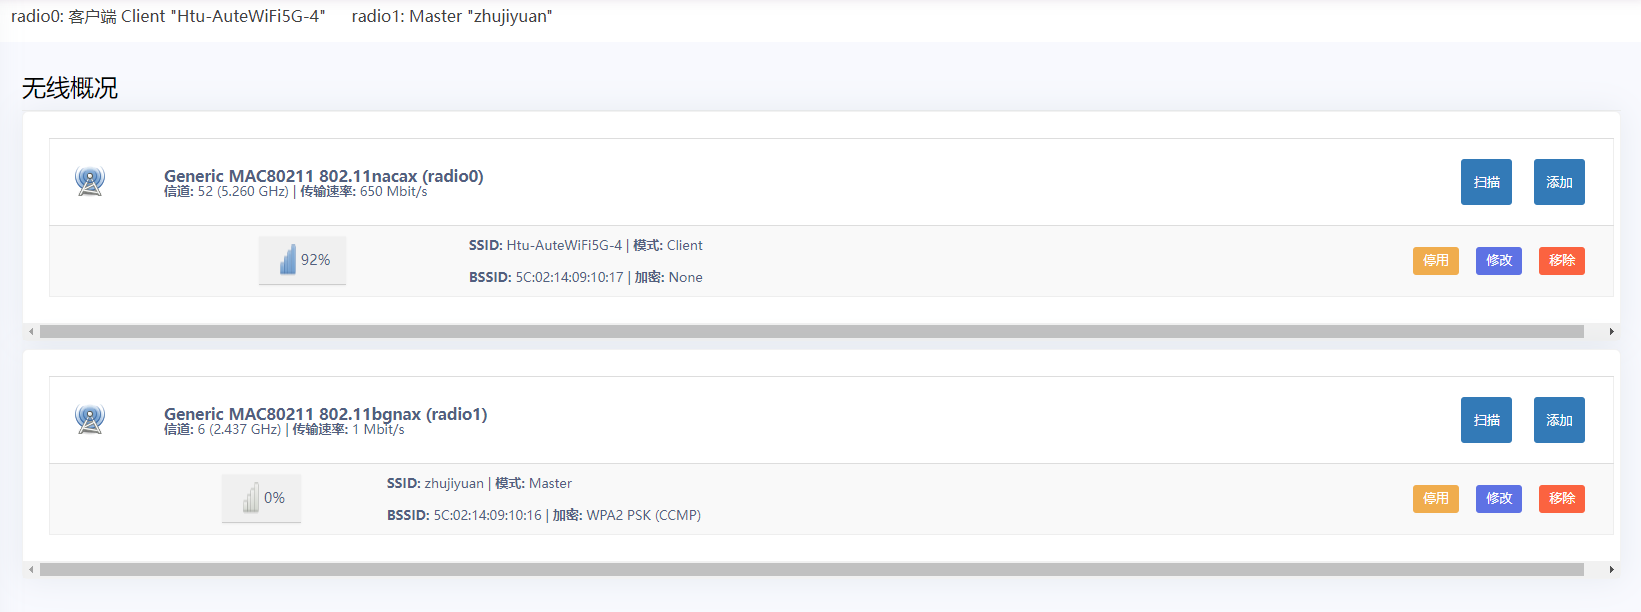 radio0: 客户端 Client "Htu-AuteWiFi5G-4" radio1: Master "zhujiyuan"
无线概况
Generic MAC80211 802.11nacax (radio0)
信道: 52 (5.260 GHz) | 传输速率: 650 Mbit/s
扫描 添加
92%
SSID: Htu-AuteWiFi5G-4 | 模式: Client
BSSID: 5C:02:14:09:10:17 | 加密: None
停用 修改 移除
Generic MAC80211 802.11bgnax (radio1)
信道: 6 (2.437 GHz) | 传输速率: 1 Mbit/s
扫描 添加
0%
SSID: zhujiyuan | 模式: Master
BSSID: 5C:02:14:09:10:16 | 加密: WPA2 PSK (CCMP)
停用 修改 移除